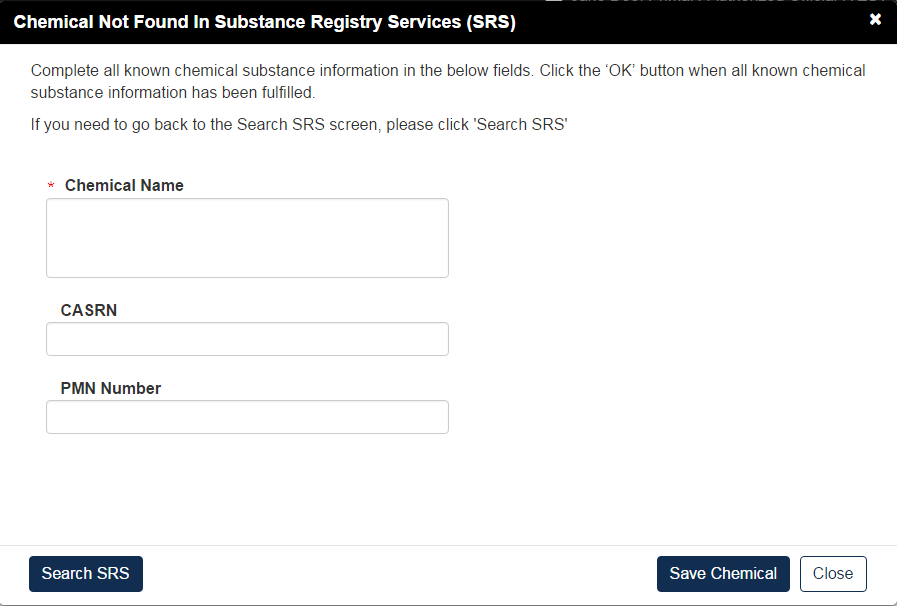 Chemical Not Found In Substance Registry Services (SRS)
Complete all known chemical substance information in the below fields. Click the ‘OK’ button when all known chemical
substance information has been fulfilled.
If you need to go back to the Search SRS screen, please click 'Search SRS'
* Chemical Name
CASRN
PMN Number
Search SRS
Save Chemical
Close